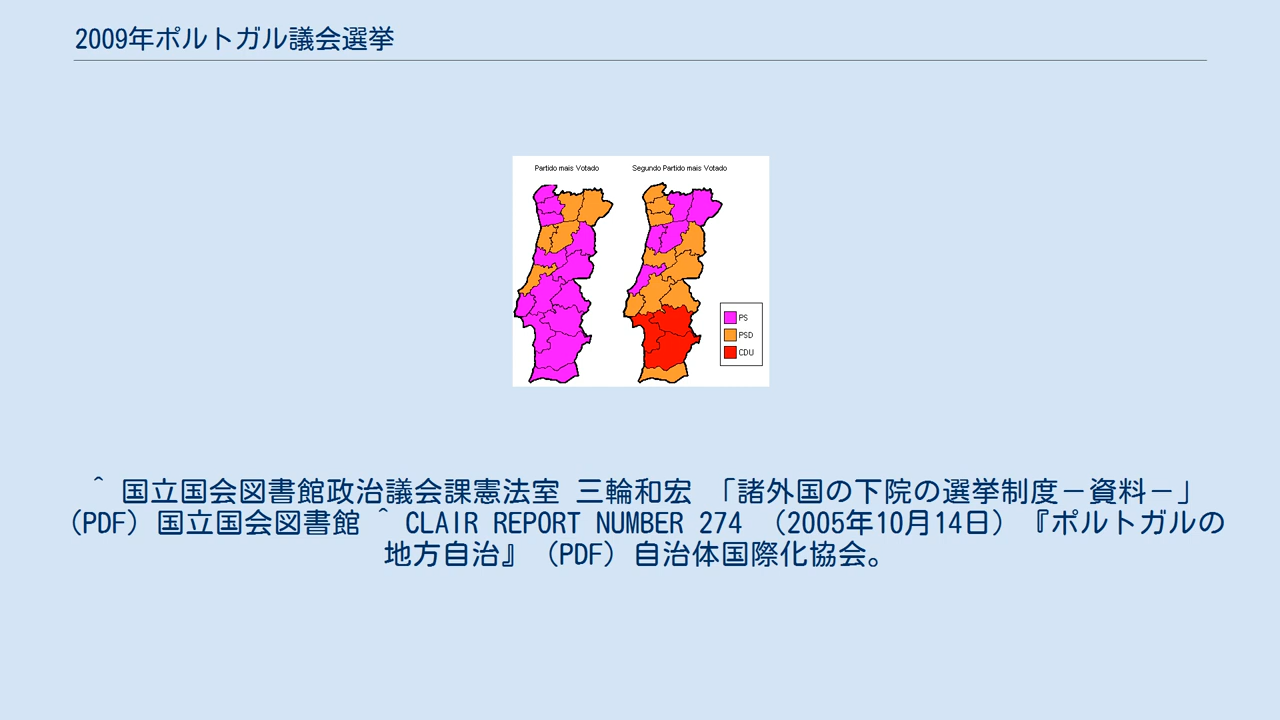 2009年ポルトガル議会選挙
Partido mais Votado
Segundo Partido mais Votado
PS
PSD
CDU
^ 国立国会図書館政治議会課憲法室 三輪和宏 「諸外国の下院の選挙制度－資料－」
(PDF) 国立国会図書館 ^ CLAIR REPORT NUMBER 274 (2005年10月14日) 『ポルトガルの
地方自治』 (PDF) 自治体国際化協会。